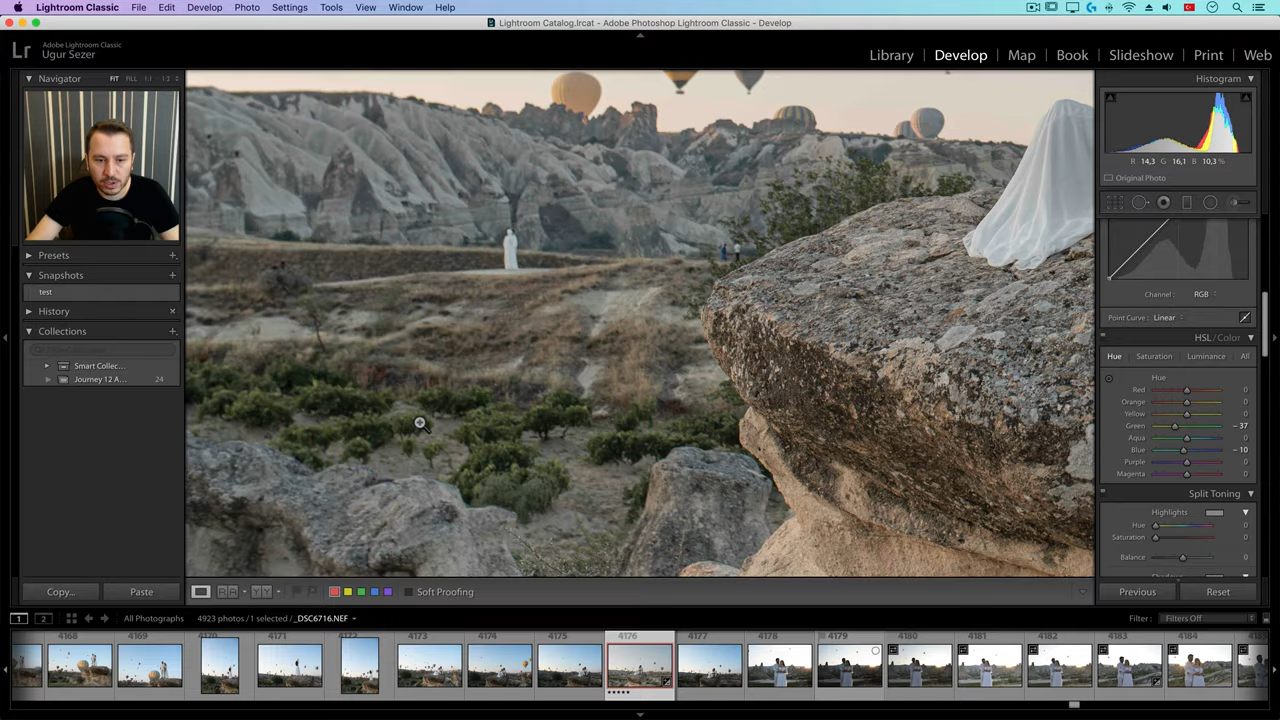 Lightroom Classic File Edit Develop Photo Settings Tools View Window Help
Lightroom Catalog.lrcat - Adobe Photoshop Lightroom Classic - Develop
Lr Adobe Lightroom Classic
Ugur Sezer
Library | Develop | Map | Book | Slideshow | Print | Web
Navigator FIT FILL 1:1 1:2
Presets
Snapshots
test
History
Collections
Smart Collec...
Journey 12 A... 24
Copy... Paste
Histogram
R 14,3 G 16,1 B 10,3 %
Original Photo
Channel : RGB
Point Curve : Linear
HSL / Color
Hue Saturation Luminance All
Hue
Red 0
Orange 0
Yellow 0
Green - 37
Aqua 0
Blue - 10
Purple 0
Magenta 0
Split Toning
Highlights
Hue 0
Saturation 0
Balance 0
Previous Reset
Soft Proofing
1 2 All Photographs 4923 photos / 1 selected / _DSC6716.NEF Filter : Filters Off
4168 4169 4170 4171 4172 4173 4174 4175 4176 4177 4178 4179 4180 4181 4182 4183 4184